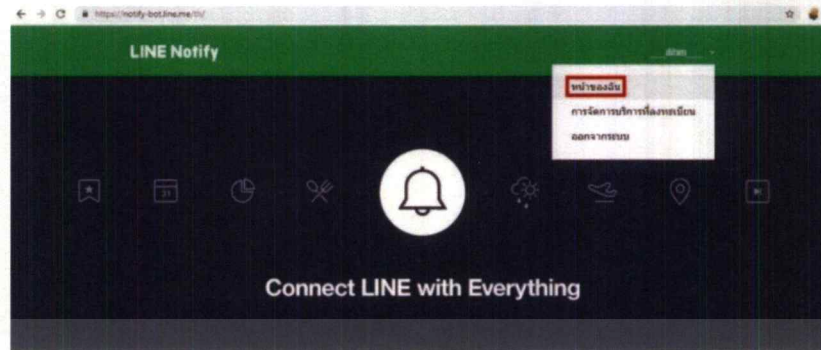 https://notify-bot.line.me/th/
LINE Notify
หน้าของฉัน
การจัดการบริการที่ลงทะเบียน
ออกจากระบบ
31
Connect LINE with Everything